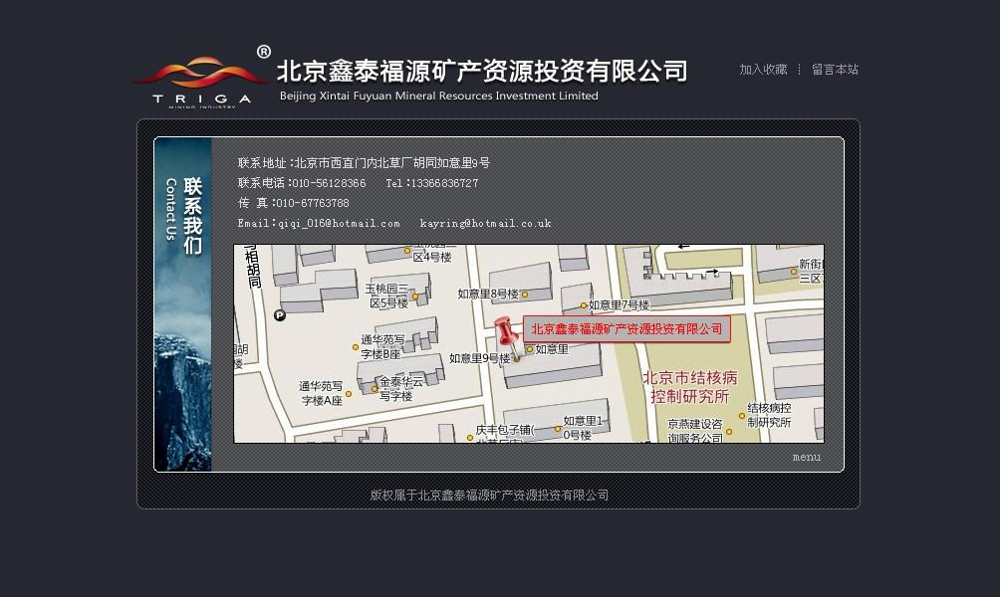 ®
北京鑫泰福源矿产资源投资有限公司
Beijing Xintai Fuyuan Mineral Resources Investment Limited
TRIGA
MINING INDUSTRY
加入收藏 ┊ 留言本站
联系我们
Contact Us
联系地址:北京市西直门内北草厂胡同如意里9号
联系电话:010-56128366 Tel:13366836727
传 真:010-67763788
Email:qiqi_016@hotmail.com kayring@hotmail.co.uk
相胡同
区4号楼
新街
三区
玉桃园三
区5号楼
如意里8号楼
如意里7号楼
P
北京鑫泰福源矿产资源投资有限公司
通华苑写
字楼B座
如意里9号楼
如意里
胡
楼
北京市结核病
控制研究所
通华苑写
字楼A座
金泰华云
写字楼
结核病控
制研究所
庆丰包子铺(
如意里1
0号楼
京燕建设咨
询服务公司
menu
版权属于北京鑫泰福源矿产资源投资有限公司